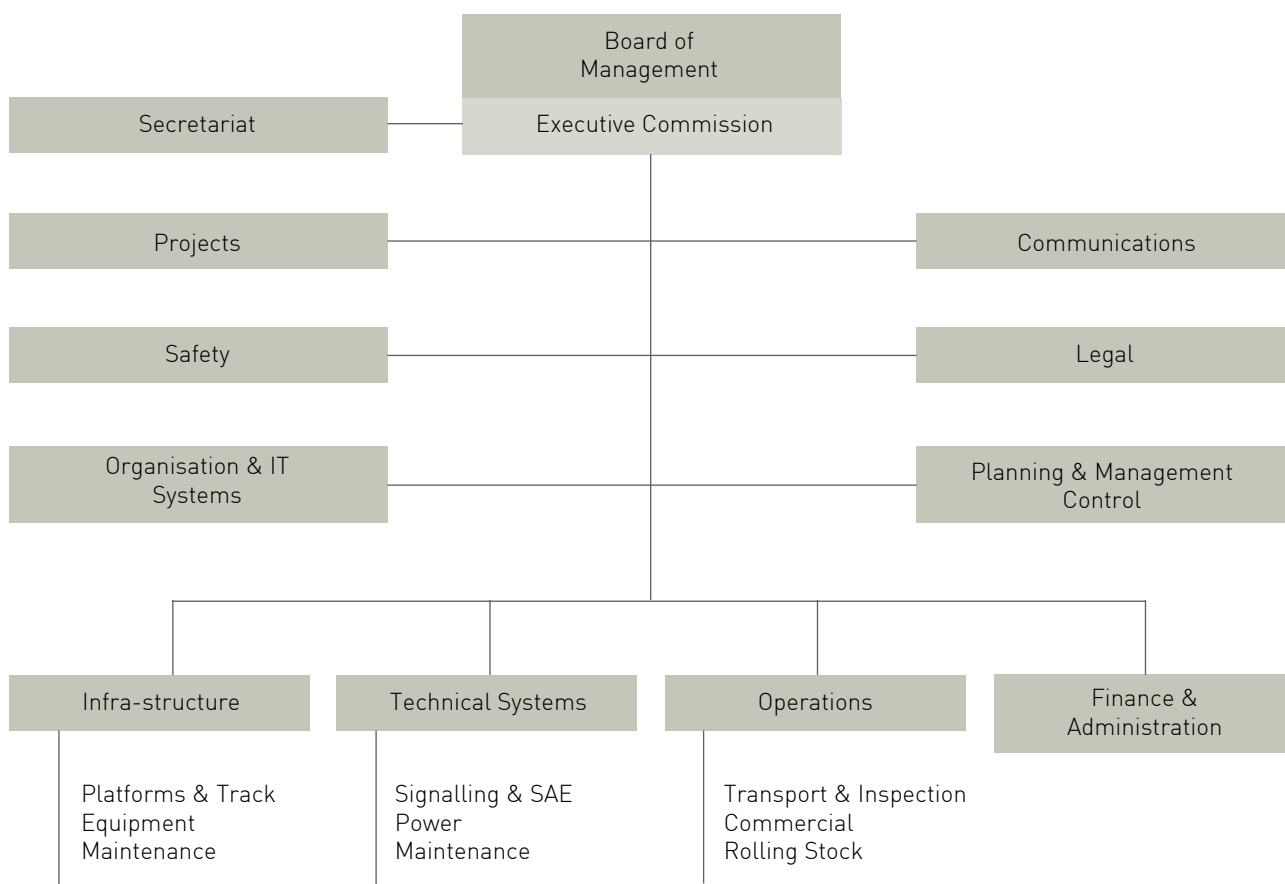 Board of
Management
Secretariat
Executive Commission
Projects
Communications
Safety
Legal
Organisation & IT
Systems
Planning & Management
Control
Infra-structure
Technical Systems
Operations
Finance &
Administration
Platforms & Track
Equipment
Maintenance
Signalling & SAE
Power
Maintenance
Transport & Inspection
Commercial
Rolling Stock